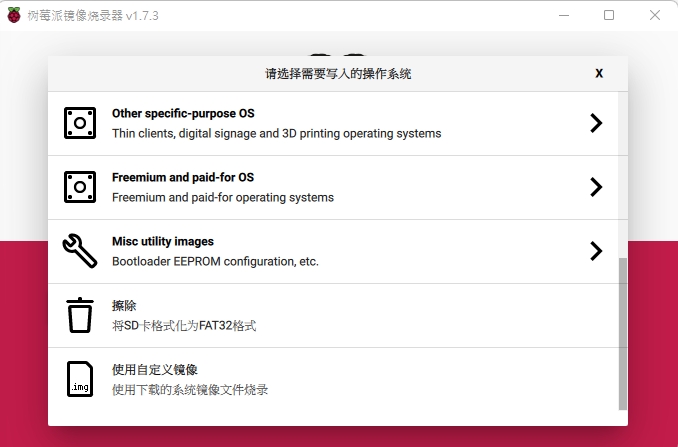 树莓派镜像烧录器 v1.7.3
请选择需要写入的操作系统
X
Other specific-purpose OS
Thin clients, digital signage and 3D printing operating systems
Freemium and paid-for OS
Freemium and paid-for operating systems
Misc utility images
Bootloader EEPROM configuration, etc.
擦除
将SD卡格式化为FAT32格式
使用自定义镜像
.img
使用下载的系统镜像文件烧录